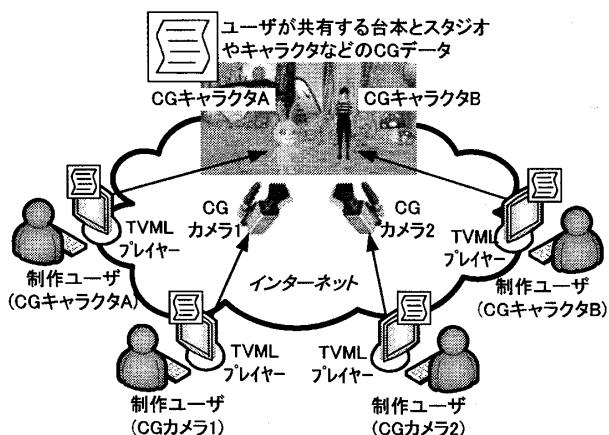 ユーザが共有する台本とスタジオ
やキャラクタなどのCGデータ
CGキャラクタA
CGキャラクタB
CG
カメラ1
CG
カメラ2
TVML
プレイヤー
TVML
プレイヤー
制作ユーザ
(CGキャラクタA)
制作ユーザ
(CGキャラクタB)
インターネット
TVML
プレイヤー
TVML
プレイヤー
制作ユーザ
(CGカメラ1)
制作ユーザ
(CGカメラ2)